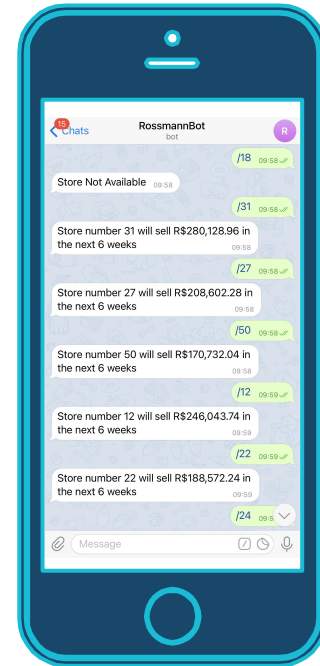 15
Chats
RossmannBot
R
bot
/18 09:58
Store Not Available 09:58
/31 09:58
Store number 31 will sell R$280,128.96 in
the next 6 weeks 09:58
/27 09:58
Store number 27 will sell R$208,602.28 in
the next 6 weeks 09:58
/50 09:58
Store number 50 will sell R$170,732.04 in
the next 6 weeks 09:58
/12 09:59
Store number 12 will sell R$246,043.74 in
the next 6 weeks 09:59
/22 09:59
Store number 22 will sell R$188,572.24 in
the next 6 weeks 09:59
/24 09:5
Message